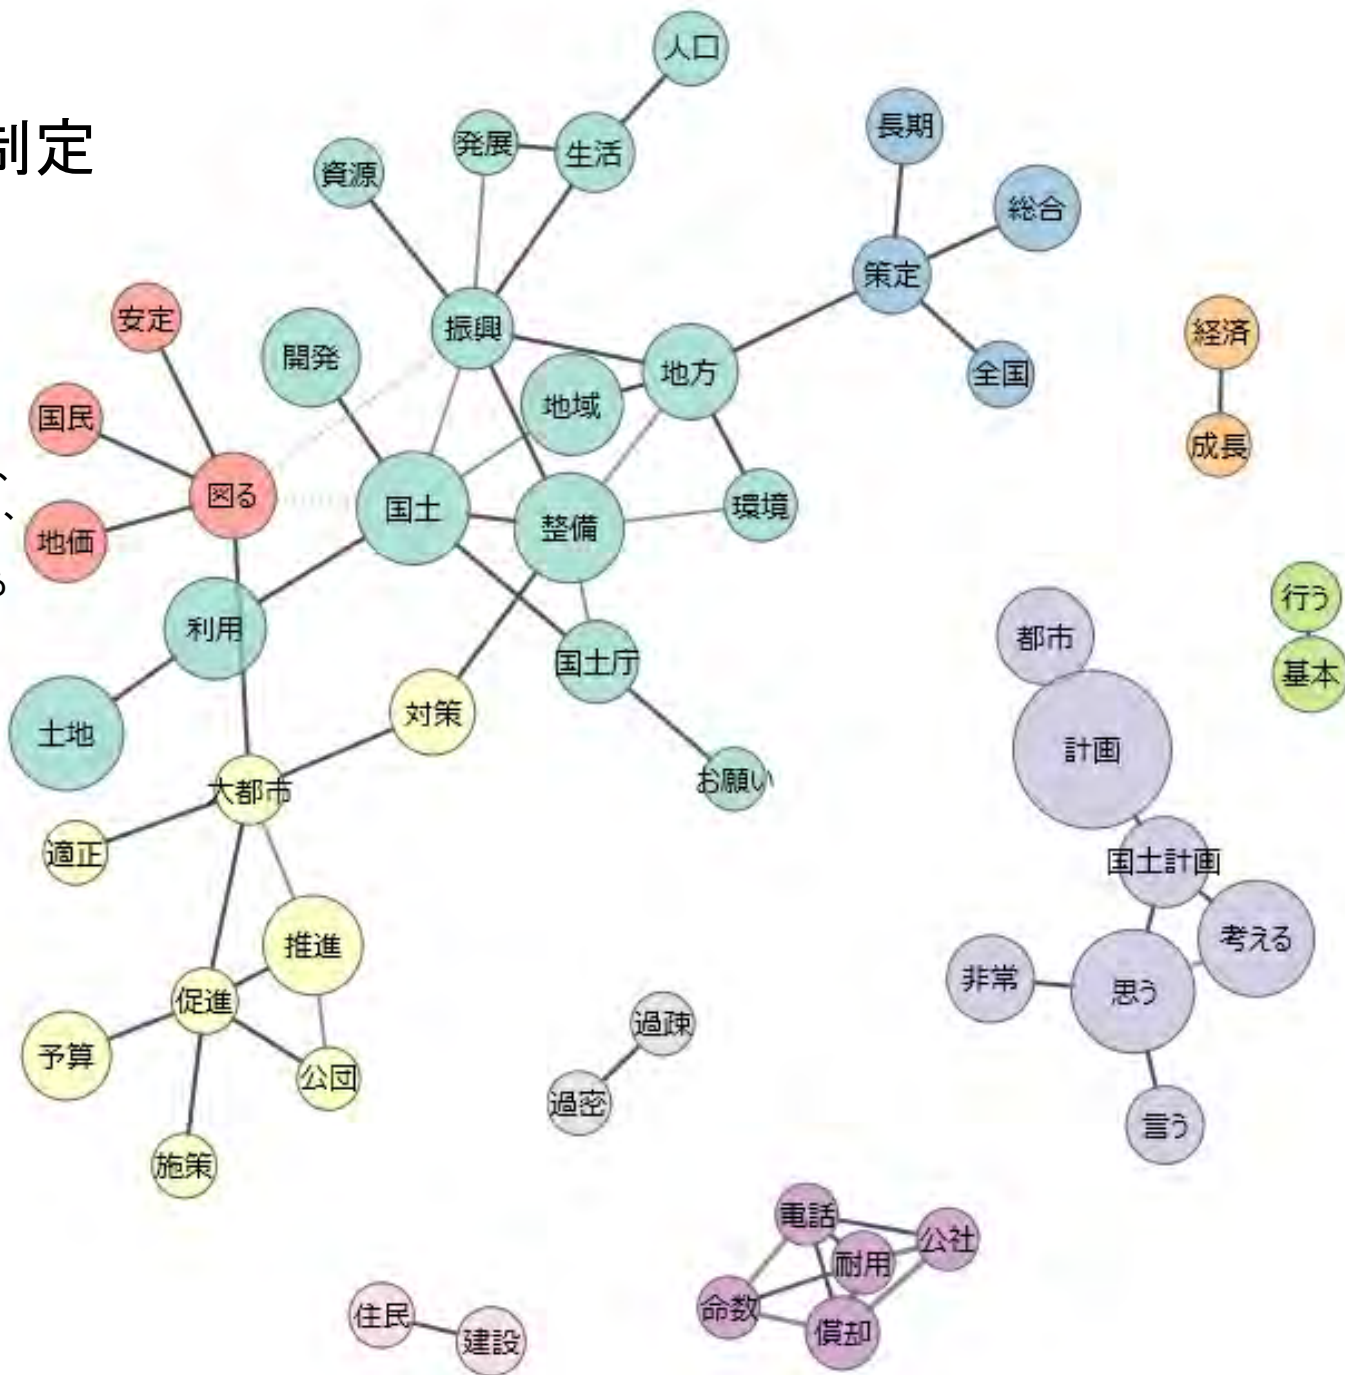 人口
制定
長期
発展
生活
資源
総合
策定
安定
振興
経済
開発
地方
全国
地域
国民
成長
、
図る
国土
環境
、
整備
地価
る
行う
利用
都市
国土庁
基本
対策
土地
計画
お願い
大都市
適正
国土計画
考える
推進
非常
思う
促進
過疎
予算
公団
過密
言う
施策
電話
公社
耐用
命数
住民
償却
建設